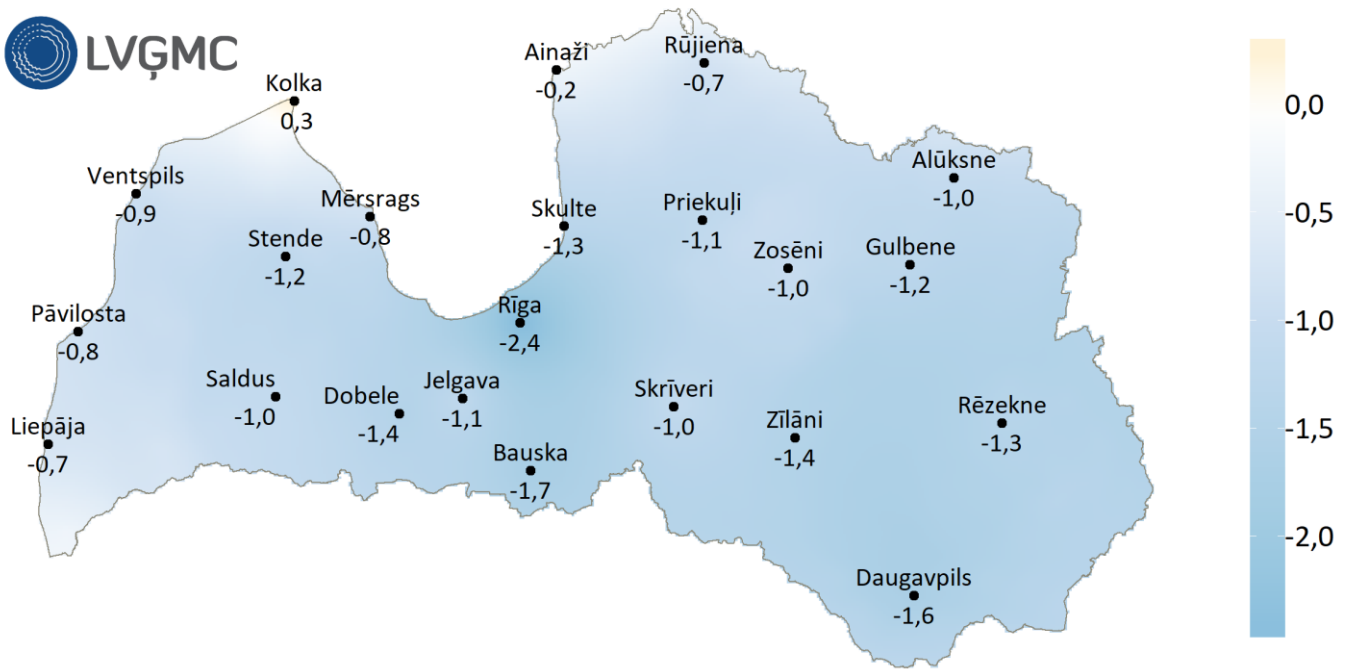 LVĢMC
Ainaži
-0,2
Rūjiena
-0,7
Kolka
0,3
0,0
Alūksne
-1,0
Ventspils
-0,9
Mērsrags
-0,8
Skulte
-1,3
Priekuļi
-1,1
-0,5
Stende
-1,2
Zosēni
-1,0
Gulbene
-1,2
Pāvilosta
-0,8
Rīga
-2,4
-1,0
Saldus
-1,0
Dobele
-1,4
Jelgava
-1,1
Skrīveri
-1,0
Zīlāni
-1,4
Rēzekne
-1,3
-1,5
Liepāja
-0,7
Bauska
-1,7
-2,0
Daugavpils
-1,6